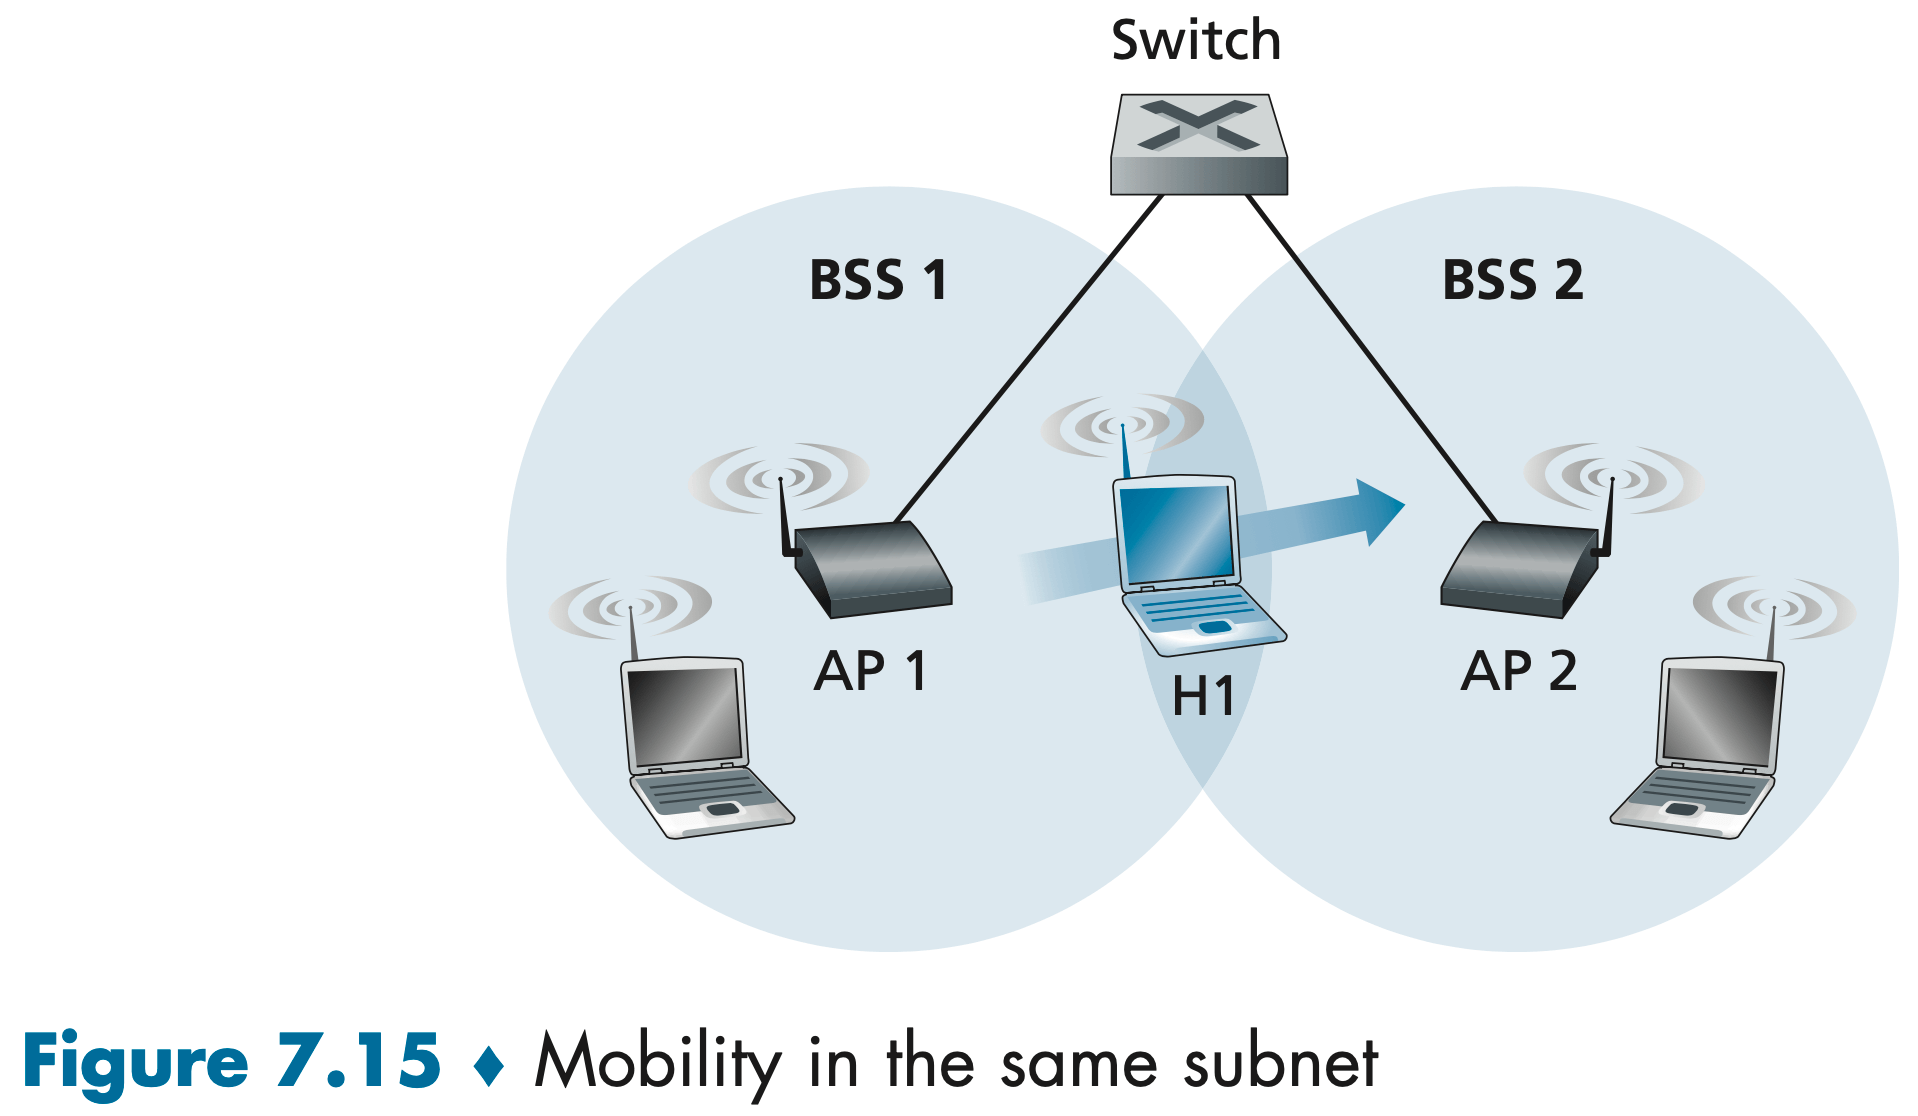 Switch
BSS 1
BSS 2
AP 1
H1
AP 2
Figure 7.15 ♦ Mobility in the same subnet